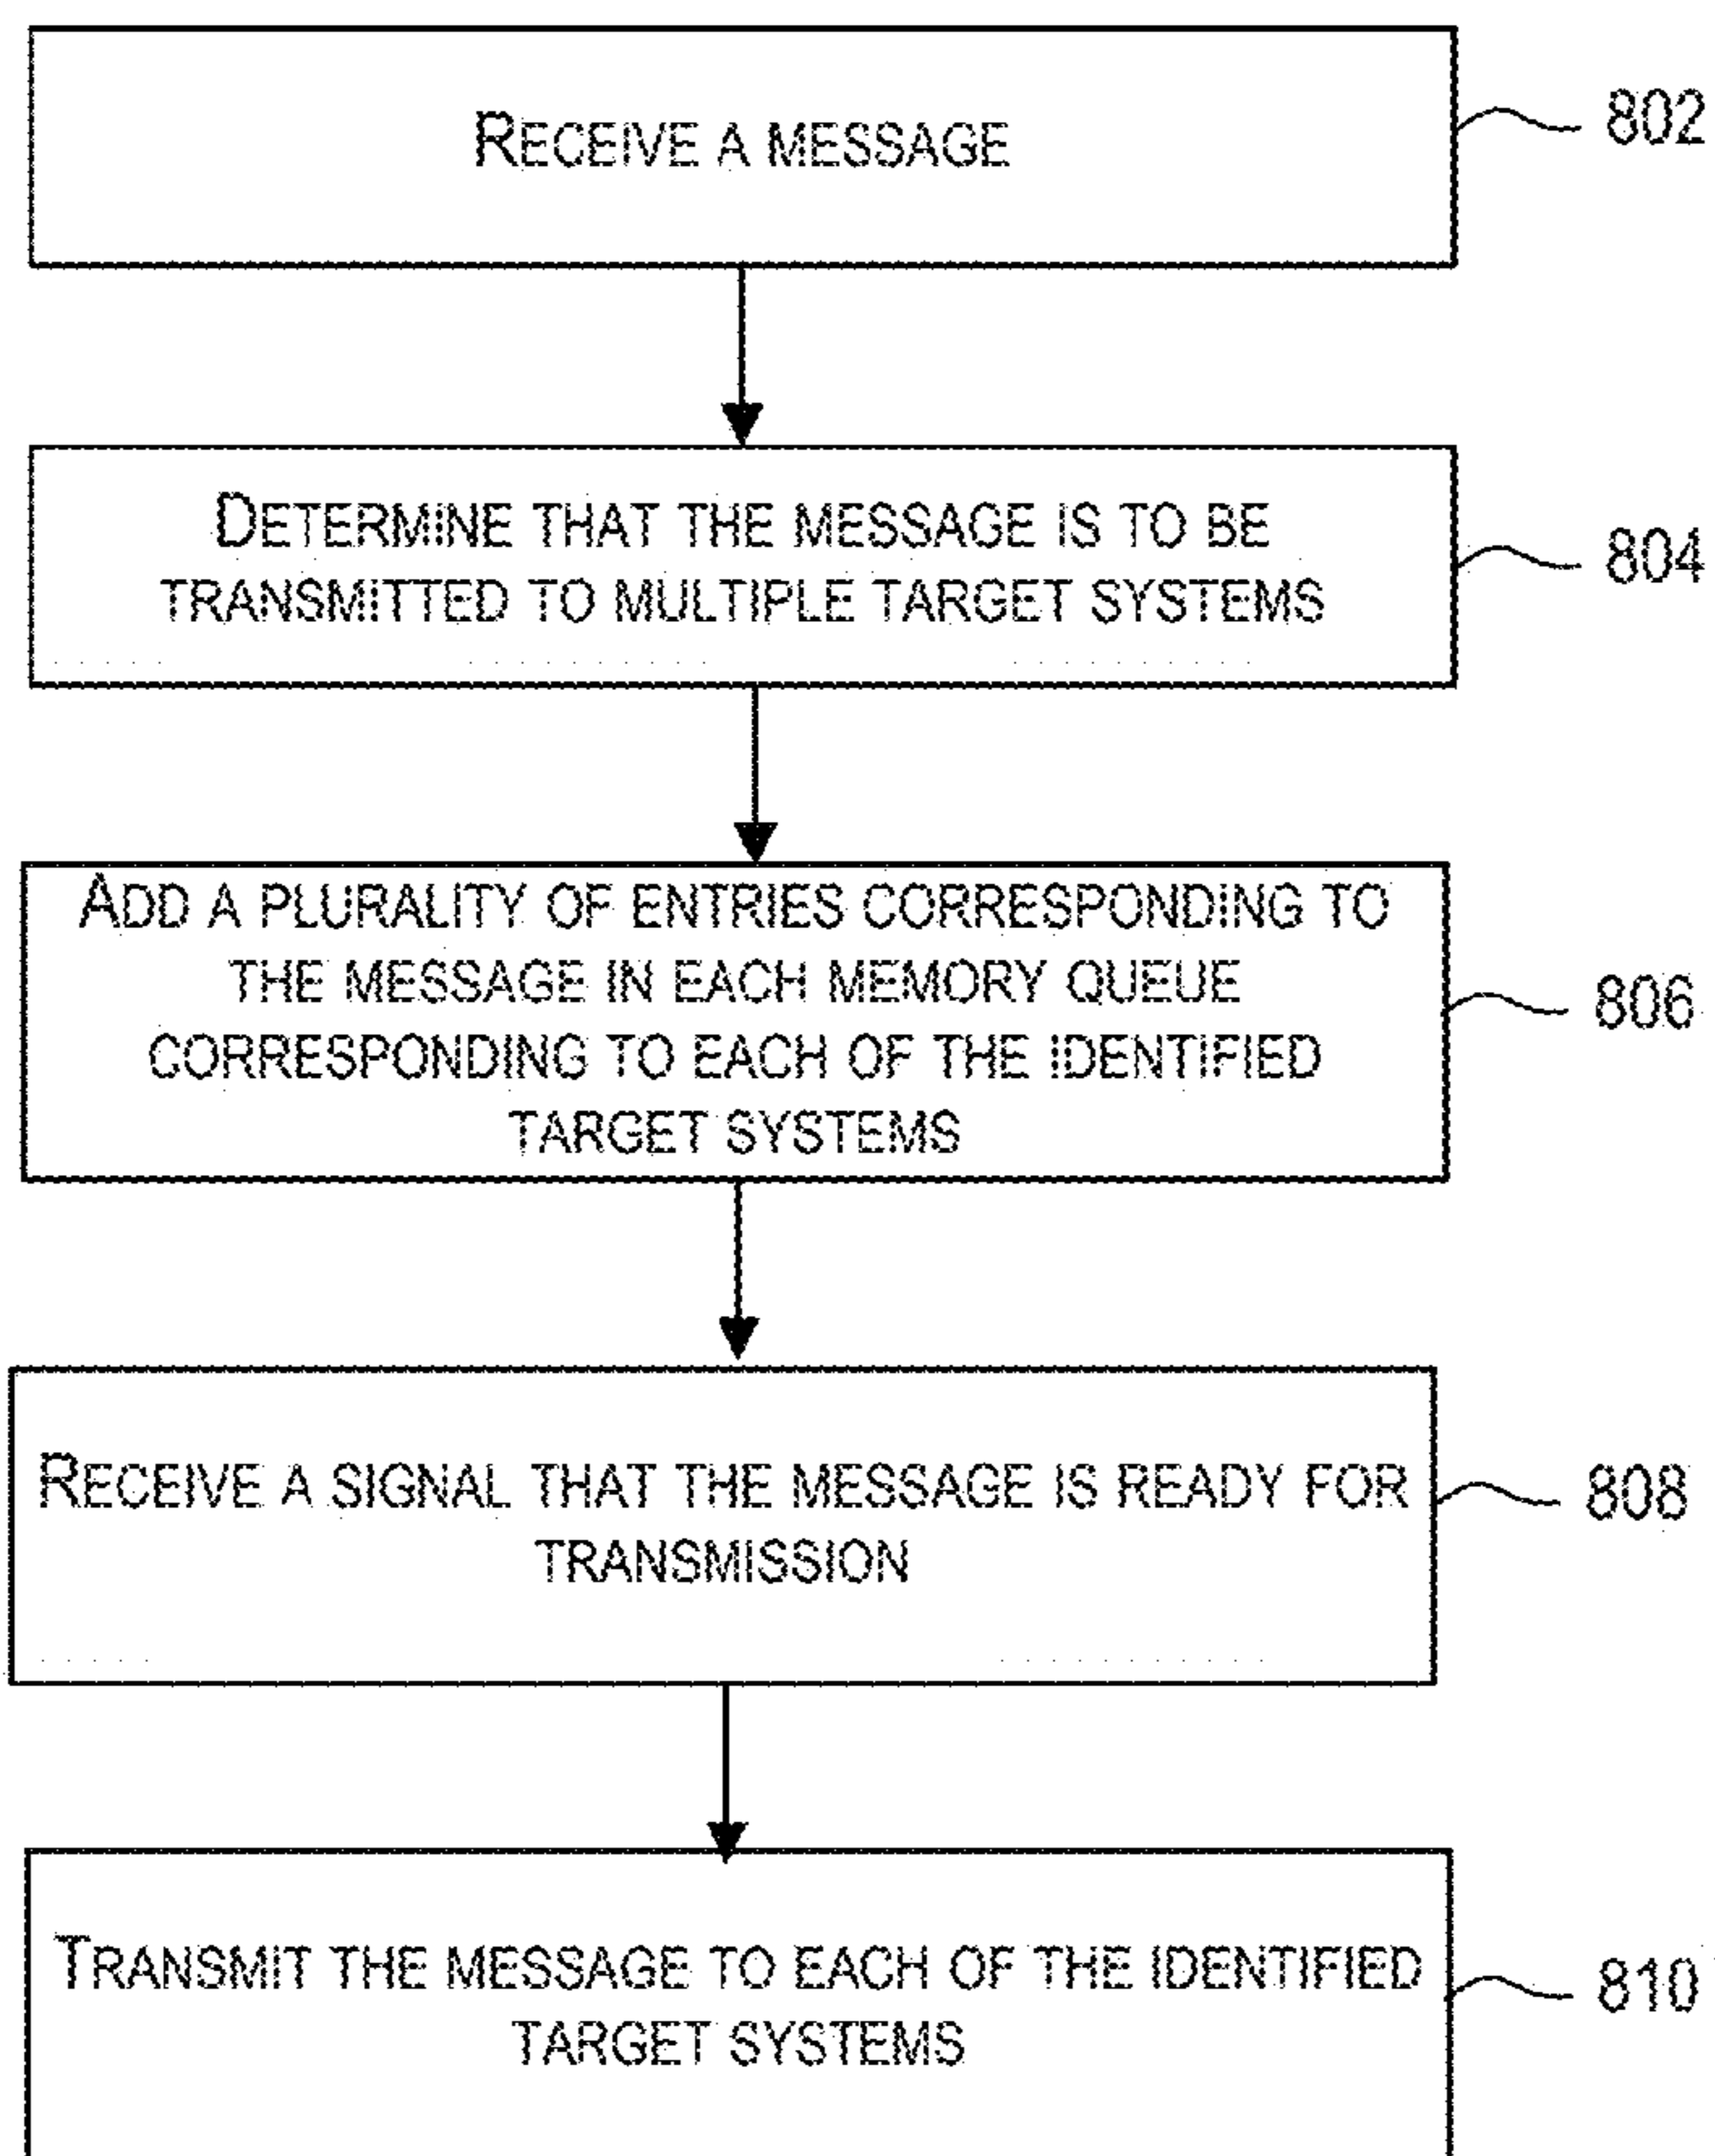 RECEIVE A MESSAGE
802
DETERMINE THAT THE MESSAGE IS TO BE
TRANSMITTED TO MULTIPLE TARGET SYSTEMS
804
ADD A PLURALITY OF ENTRIES CORRESPONDING TO
THE MESSAGE IN EACH MEMORY QUEUE
CORRESPONDING TO EACH OF THE IDENTIFIED
TARGET SYSTEMS
806
RECEIVE A SIGNAL THAT THE MESSAGE IS READY FOR
TRANSMISSION
808
TRANSMIT THE MESSAGE TO EACH OF THE IDENTIFIED
TARGET SYSTEMS
810